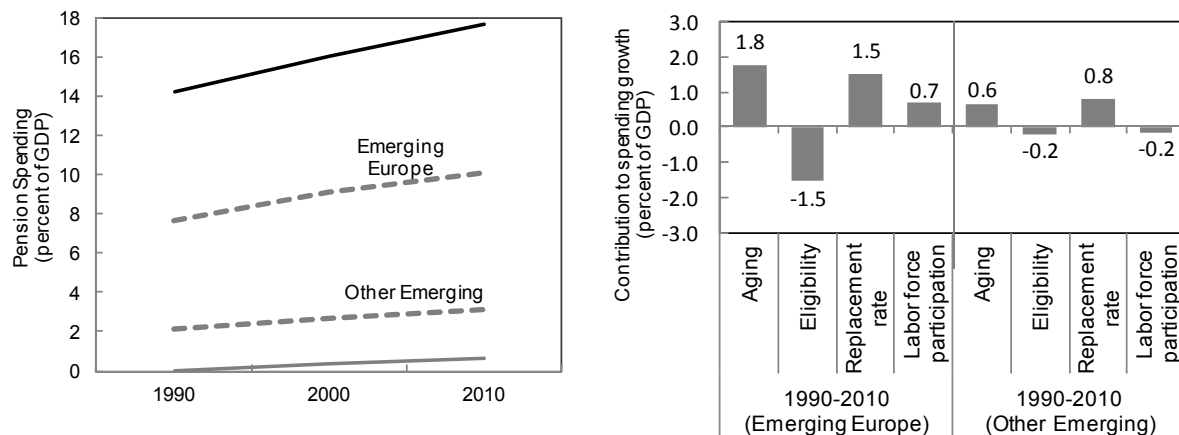 Pension Spending
(percent of GDP)
18
16
14
12
10
8
6
4
2
0
Emerging
Europe
Other Emerging
1990
2000
2010
Contribution to spending growth
(percent of GDP)
3.0
2.0
1.0
0.0
-1.0
-2.0
-3.0
1.8
-1.5
1.5
0.7
0.6
-0.2
0.8
-0.2
Aging
Eligibility
Replacement
rate
Labor force
participation
Aging
Eligibility
Replacement
rate
Labor force
participation
1990-2010
(Emerging Europe)
1990-2010
(Other Emerging)